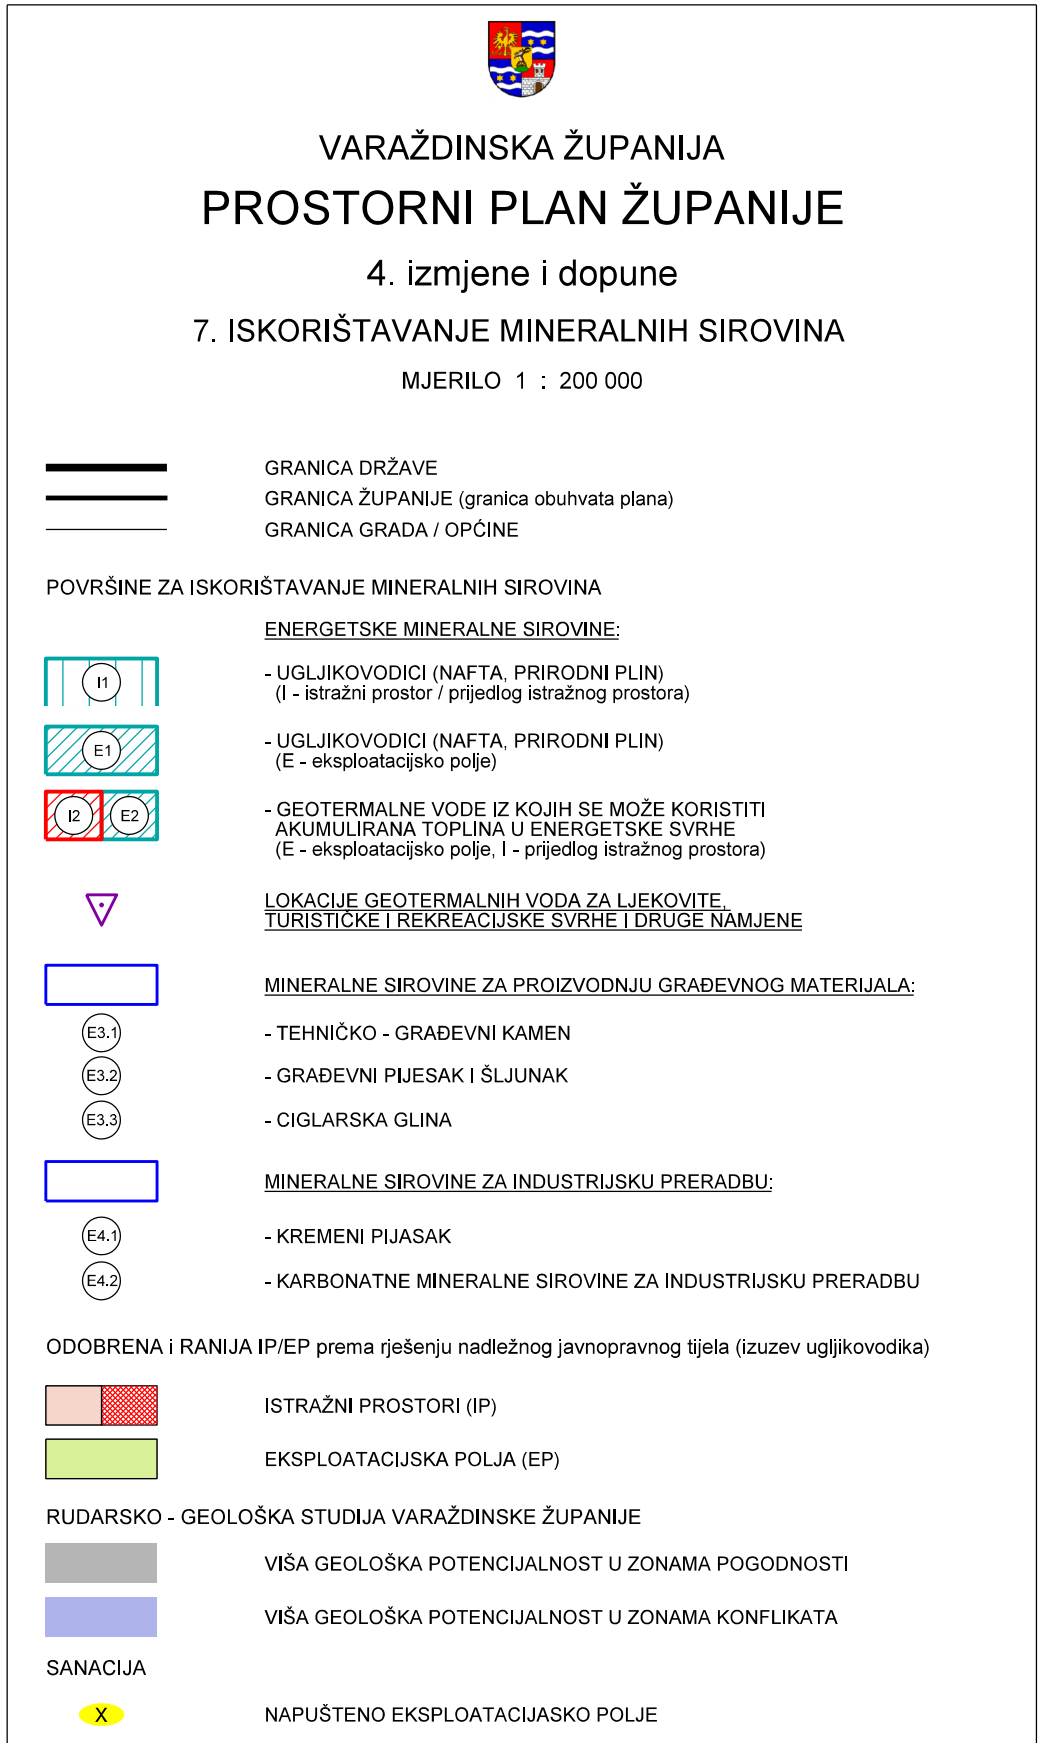 VARAŽDINSKA ŽUPANIJA
PROSTORNI PLAN ŽUPANIJE
4. izmjene i dopune
7. ISKORIŠTAVANJE MINERALNIH SIROVINA
MJERILO 1 : 200 000
GRANICA DRŽAVE
GRANICA ŽUPANIJE (granica obuhvata plana)
GRANICA GRADA / OPĆINE
POVRŠINE ZA ISKORIŠTAVANJE MINERALNIH SIROVINA
ENERGETSKE MINERALNE SIROVINE:
I1 - UGLJIKOVODICI (NAFTA, PRIRODNI PLIN)
(I - istražni prostor / prijedlog istražnog prostora)
E1 - UGLJIKOVODICI (NAFTA, PRIRODNI PLIN)
(E - eksploatacijsko polje)
I2 E2 - GEOTERMALNE VODE IZ KOJIH SE MOŽE KORISTITI
AKUMULIRANA TOPLINA U ENERGETSKE SVRHE
(E - eksploatacijsko polje, I - prijedlog istražnog prostora)
LOKACIJE GEOTERMALNIH VODA ZA LJEKOVITE,
TURISTIČKE I REKREACIJSKE SVRHE I DRUGE NAMJENE
MINERALNE SIROVINE ZA PROIZVODNJU GRAĐEVNOG MATERIJALA:
E3.1 - TEHNIČKO - GRAĐEVNI KAMEN
E3.2 - GRAĐEVNI PIJESAK I ŠLJUNAK
E3.3 - CIGLARSKA GLINA
MINERALNE SIROVINE ZA INDUSTRIJSKU PRERADBU:
E4.1 - KREMENI PIJASAK
E4.2 - KARBONATNE MINERALNE SIROVINE ZA INDUSTRIJSKU PRERADBU
ODOBRENA i RANIJA IP/EP prema rješenju nadležnog javnopravnog tijela (izuzev ugljikovodika)
ISTRAŽNI PROSTORI (IP)
EKSPLOATACIJSKA POLJA (EP)
RUDARSKO - GEOLOŠKA STUDIJA VARAŽDINSKE ŽUPANIJE
VIŠA GEOLOŠKA POTENCIJALNOST U ZONAMA POGODNOSTI
VIŠA GEOLOŠKA POTENCIJALNOST U ZONAMA KONFLIKATA
SANACIJA
X NAPUŠTENO EKSPLOATACIJASKO POLJE